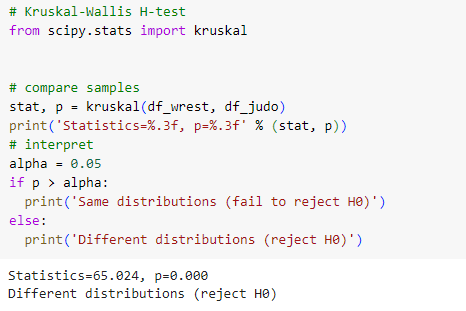 # Kruskal-Wallis H-test
from scipy.stats import kruskal
# compare samples
stat, p = kruskal(df_wrest, df_judo)
print('Statistics=%.3f, p=%.3f' % (stat, p))
# interpret
alpha = 0.05
if p > alpha:
  print('Same distributions (fail to reject H0)')
else:
  print('Different distributions (reject H0)')
Statistics=65.024, p=0.000
Different distributions (reject H0)